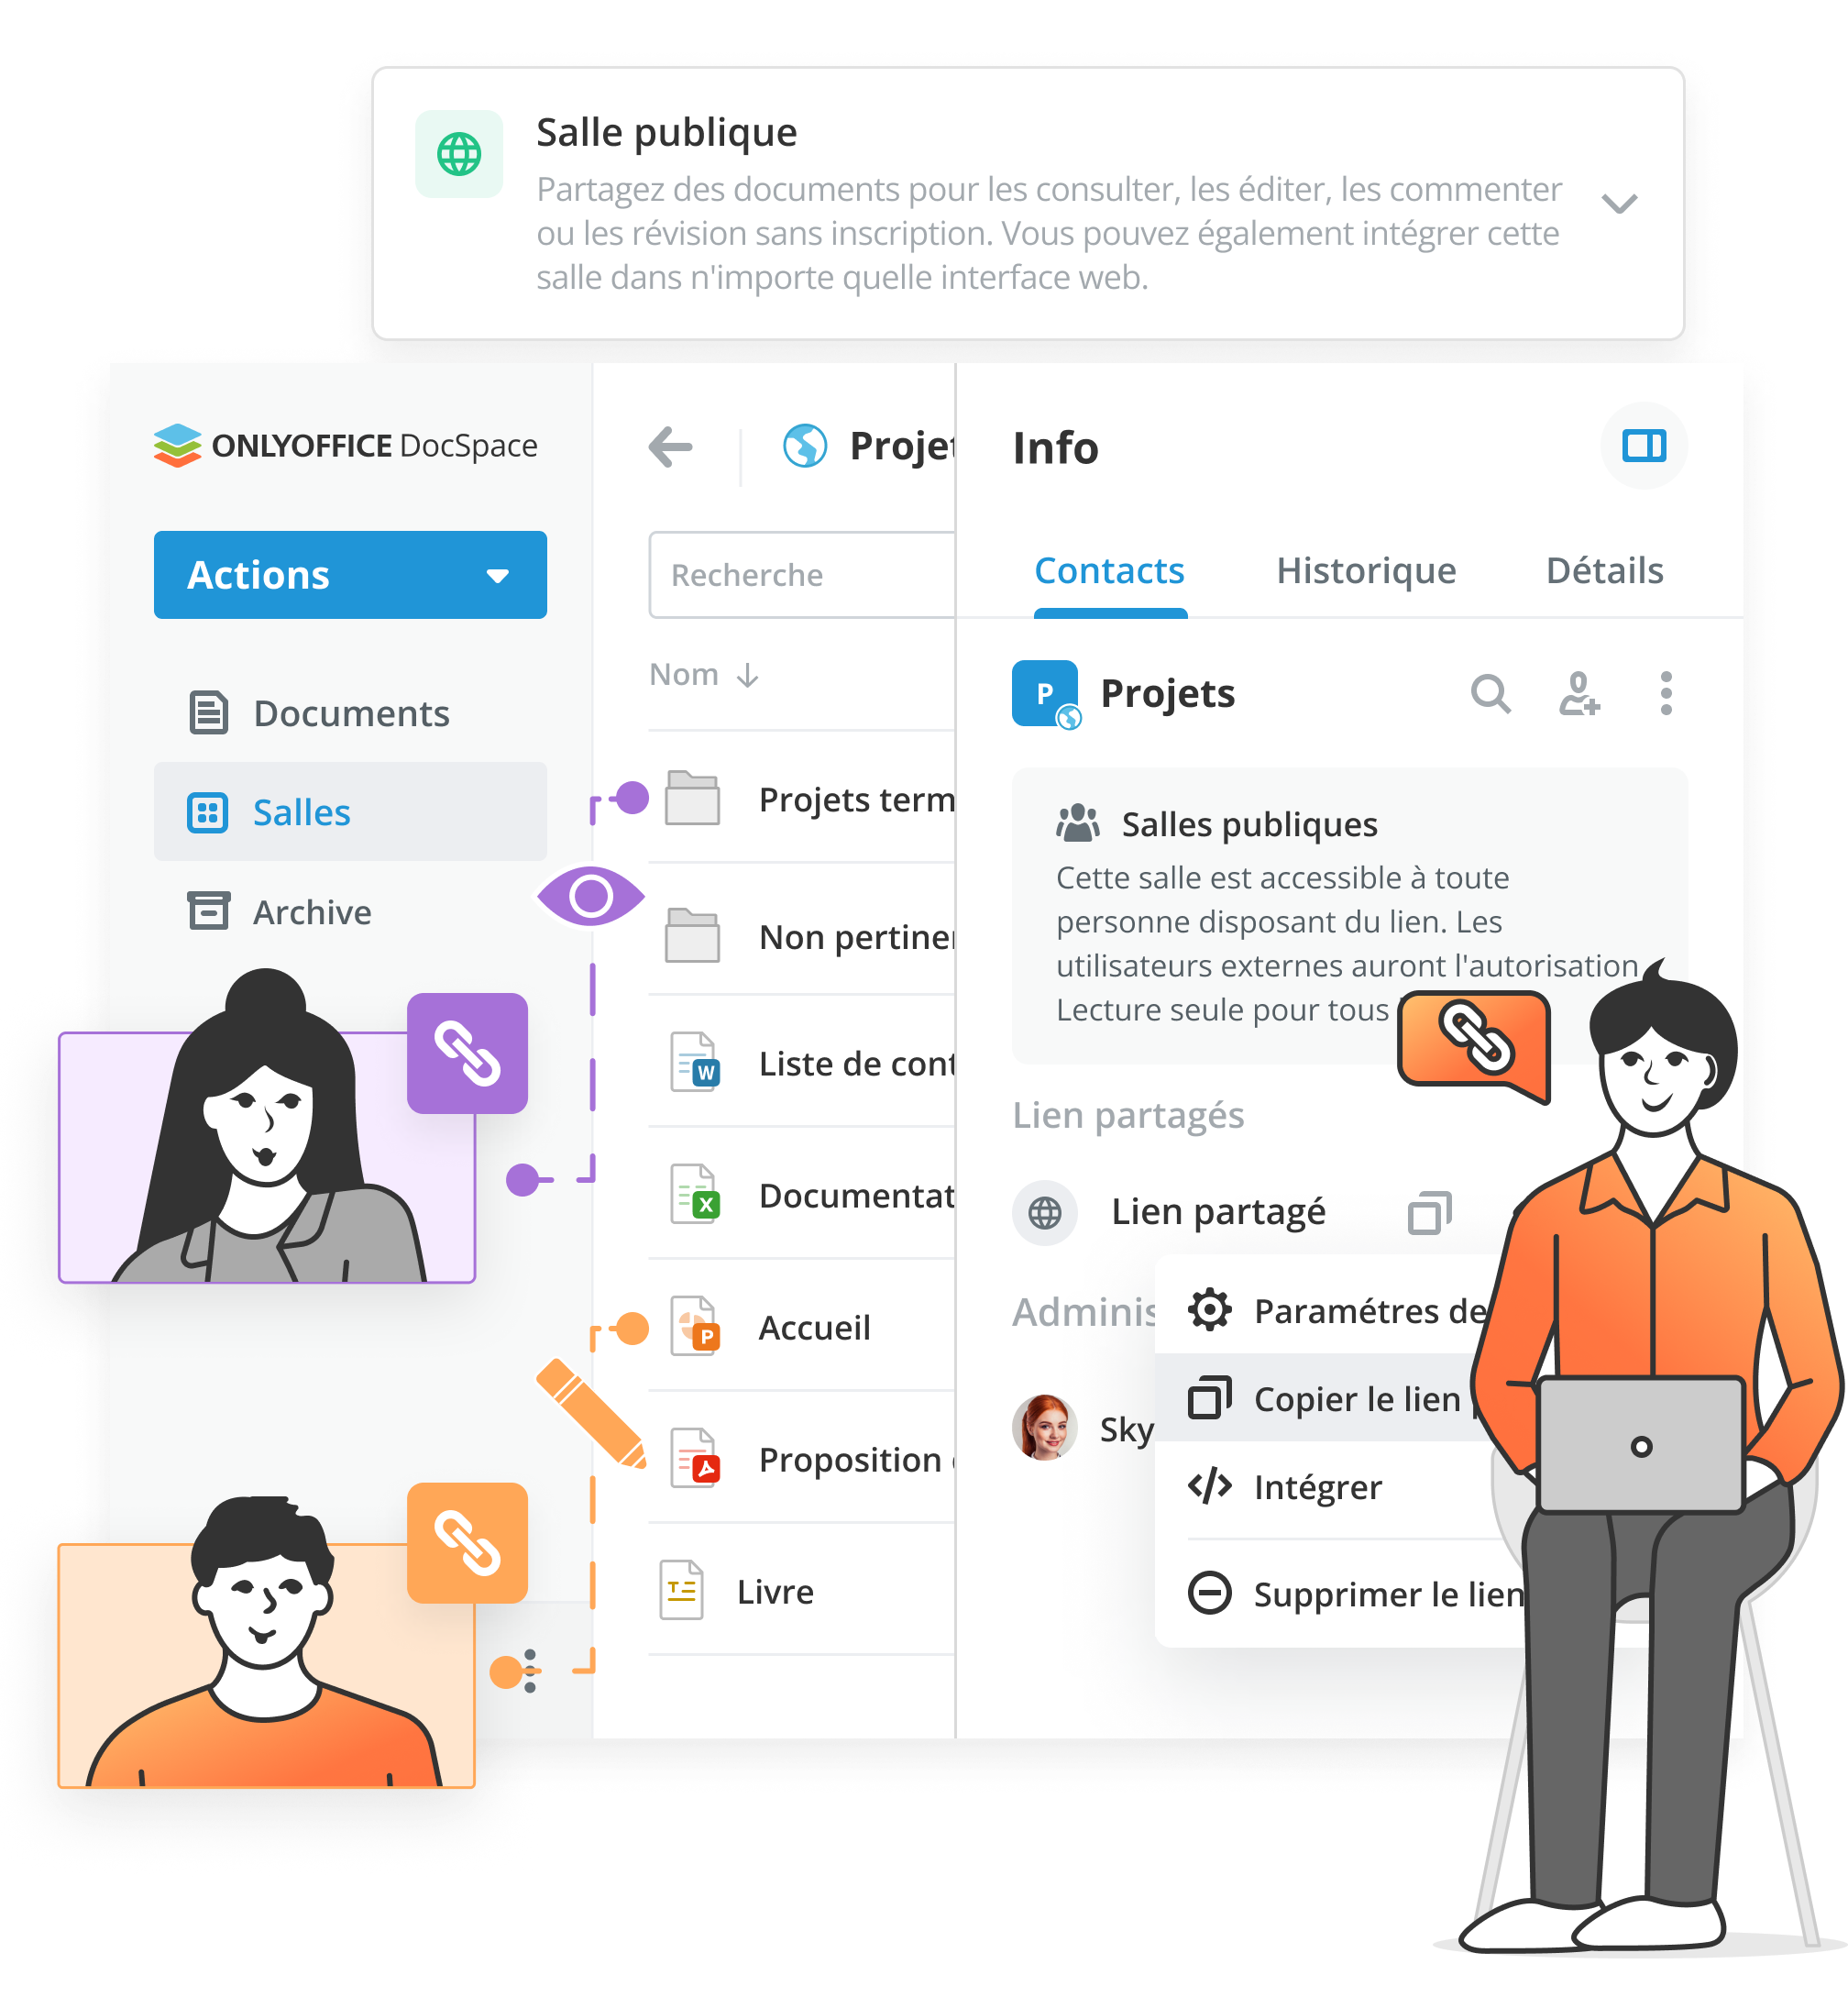 Salle publique
Partagez des documents pour les consulter, les éditer, les commenter
ou les révision sans inscription. Vous pouvez également intégrer cette
salle dans n'importe quelle interface web.
ONLYOFFICE DocSpace
Actions
Documents
Salles
Archive
Projet
Recherche
Nom
Projets term
Non pertine
Liste de cont
W
Documentat
X
Accueil
P
Proposition
Livre
Info
Contacts Historique Détails
P Projets
Salles publiques
Cette salle est accessible à toute
personne disposant du lien. Les
utilisateurs externes auront l'autorisation
Lecture seule pour tous
Lien partagés
Lien partagé
Adminis
Sky
Paramétres de
Copier le lien
Intégrer
Supprimer le lien